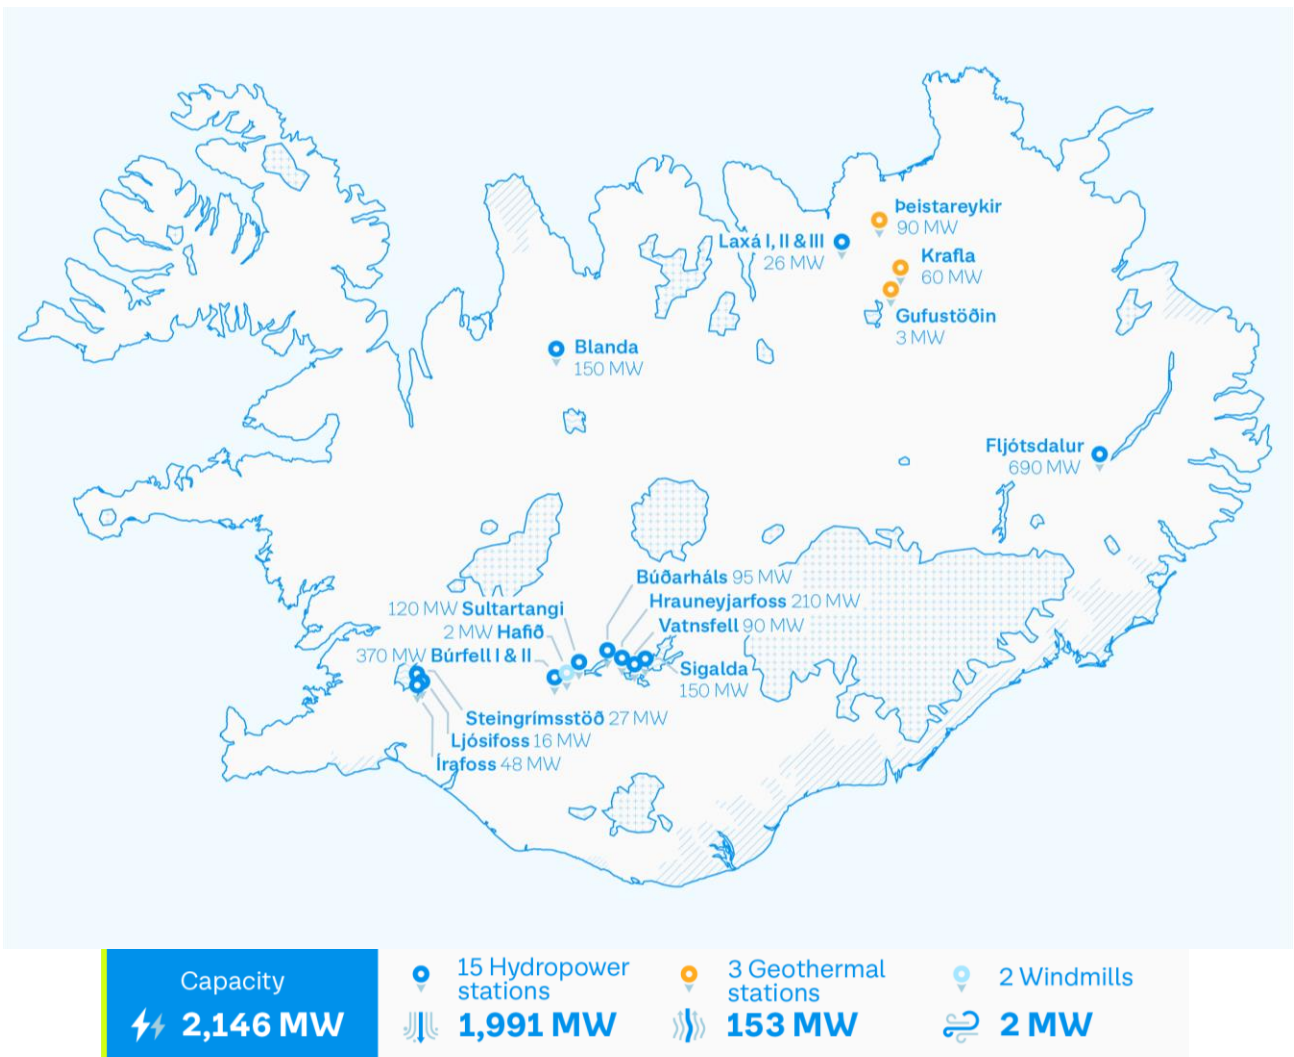 Þeistareykir
90 MW
Laxá I, II & III
26 MW
Krafla
60 MW
Gufustöðin
3 MW
Blanda
150 MW
Fljótsdalur
690 MW
Búðarháls 95 MW
120 MW Sultartangi
Hrauneyjarfoss 210 MW
2 MW Hafið
Vatnsfell 90 MW
370 MW Búrfell I & II
Sigalda
150 MW
Steingrímsstöð 27 MW
Ljósifoss 16 MW
Írafoss 48 MW
Capacity
2,146 MW
15 Hydropower
stations
1,991 MW
3 Geothermal
stations
153 MW
2 Windmills
2 MW